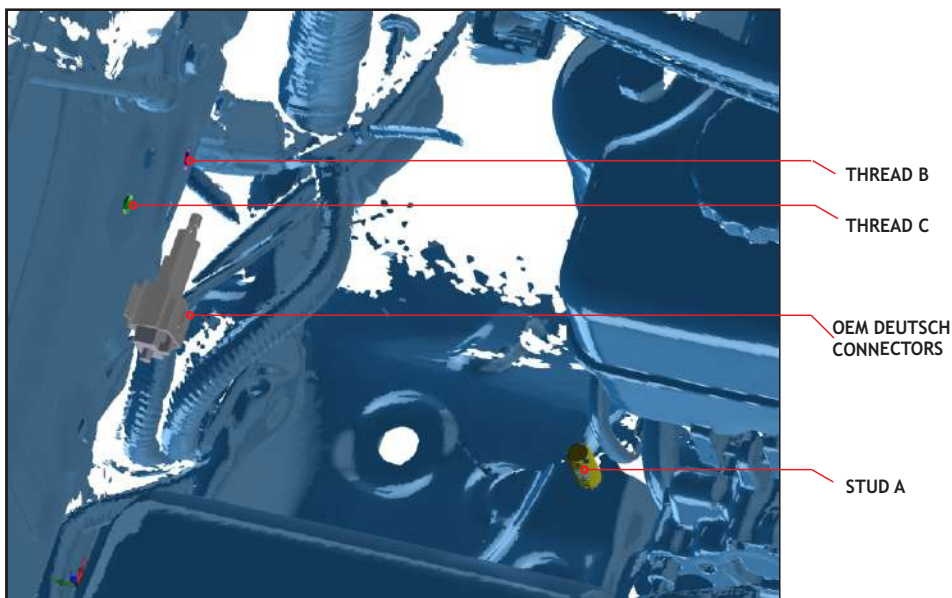 THREAD B
THREAD C
OEM DEUTSCH
CONNECTORS
STUD A